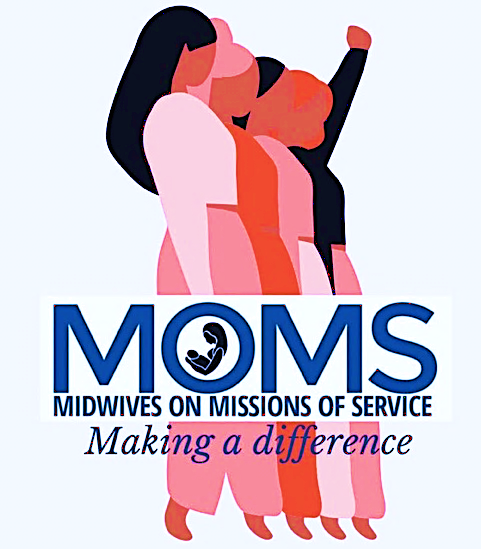 MOMS
MIDWIVES ON MISSIONS OF SERVICE
Making a difference